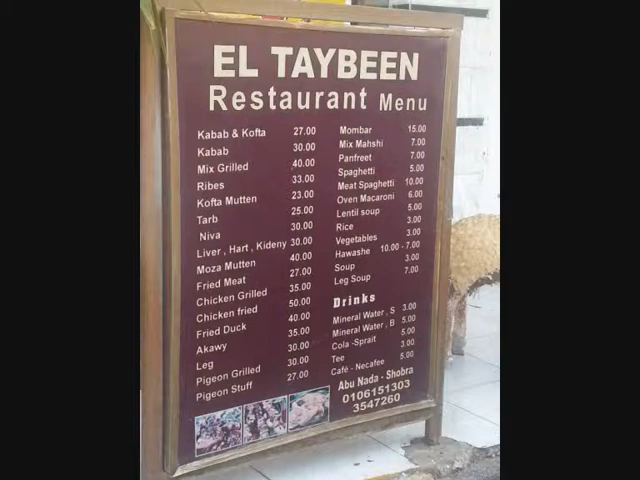 EL TAYBEEN
Restaurant Menu
Kabab & Kofta 27.00
Kabab 30.00
Mix Grilled 40.00
Ribes 33.00
Kofta Mutten 23.00
Tarb 25.00
Niva 30.00
Liver , Hart , Kideny 30.00
Moza Mutten 40.00
Fried Meat 27.00
Chicken Grilled 35.00
Chicken fried 50.00
Fried Duck 40.00
Akawy 35.00
Leg 30.00
Pigeon Grilled 30.00
Pigeon Stuff 27.00
Mombar 15.00
Mix Mahshi 7.00
Panfreet 7.00
Spaghetti 5.00
Meat Spaghetti 10.00
Oven Macaroni 6.00
Lentil soup 5.00
Rice 3.00
Vegetables 3.00
Hawashe 10.00 - 7.00
Soup 3.00
Leg Soup 7.00
Drinks
Mineral Water , S 3.00
Mineral Water , B 5.00
Cola -Sprait 5.00
Tee 3.00
Café - Necafee 5.00
Abu Nada - Shobra
0106151303
3547260